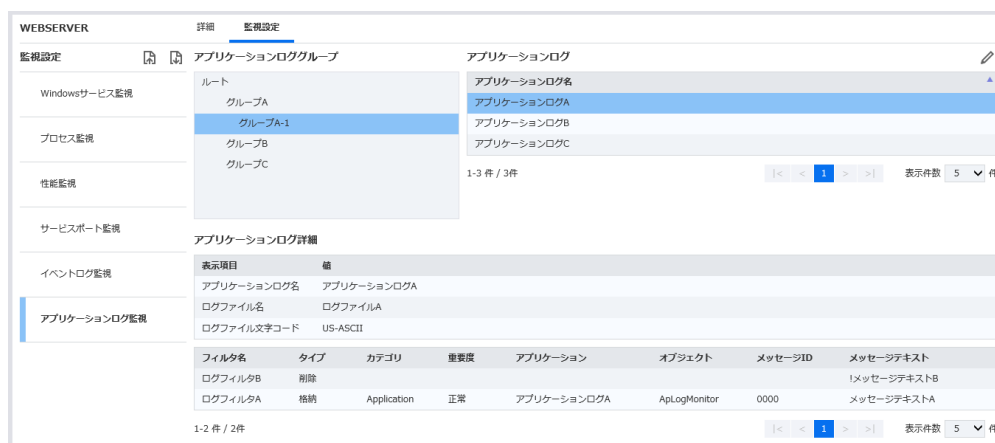 WEBSERVER
詳細 監視設定
監視設定
Windowsサービス監視
プロセス監視
性能監視
サービスポート監視
イベントログ監視
アプリケーションログ監視
アプリケーションロググループ
ルート
グループA
グループA-1
グループB
グループC
アプリケーションログ
アプリケーションログ名
アプリケーションログA
アプリケーションログB
アプリケーションログC
1-3 件 / 3件
|< < 1 > >| 表示件数 5 件
アプリケーションログ詳細
表示項目 値
アプリケーションログ名 アプリケーションログA
ログファイル名 ログファイルA
ログファイル文字コード US-ASCII
フィルタ名 タイプ カテゴリ 重要度 アプリケーション オブジェクト メッセージID メッセージテキスト
ログフィルタB 削除 !メッセージテキストB
ログフィルタA 格納 Application 正常 アプリケーションログA ApLogMonitor 0000 メッセージテキストA
1-2 件 / 2件
|< < 1 > >| 表示件数 5 件